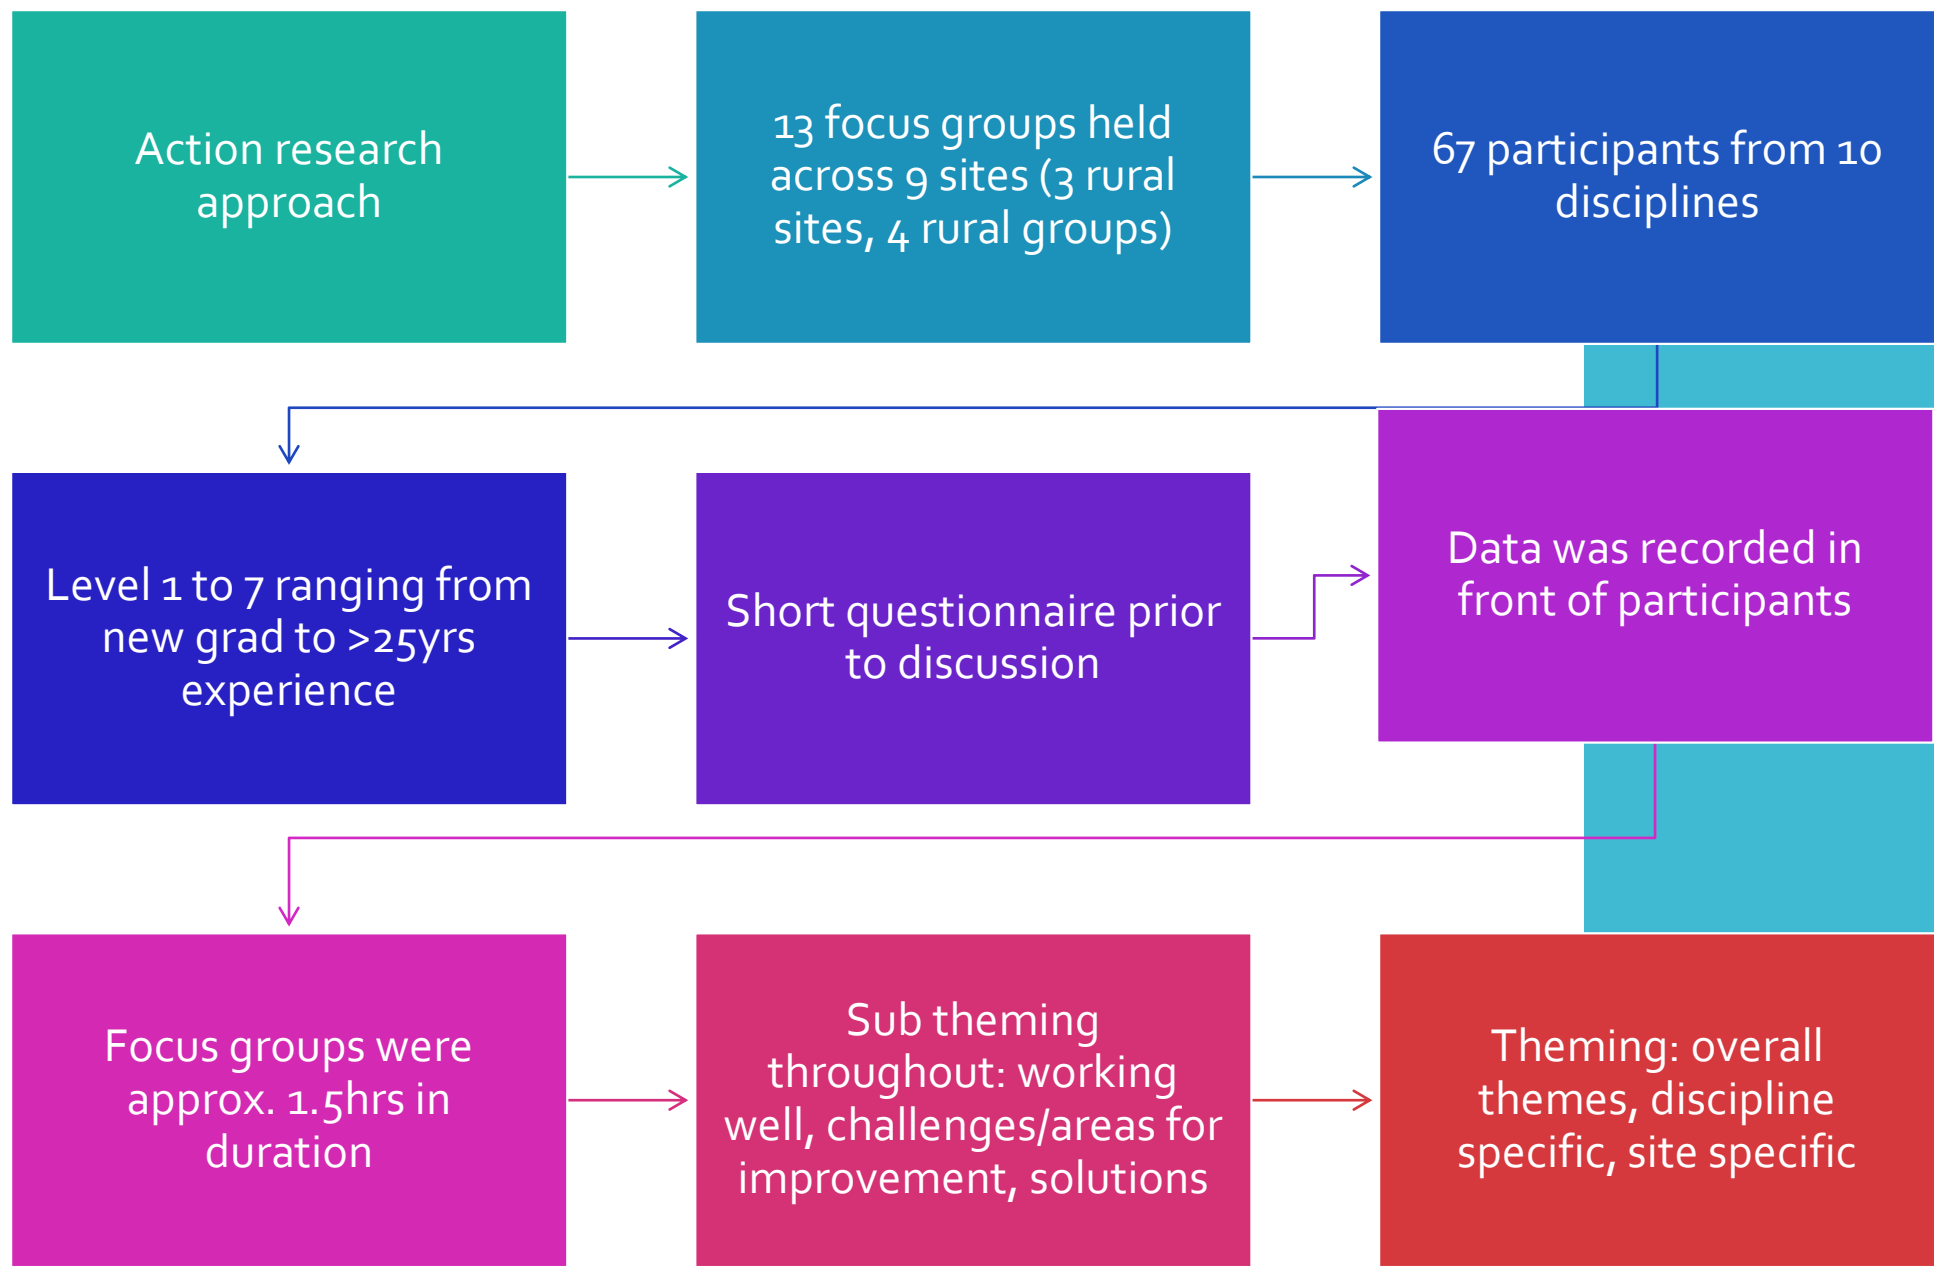 Action research
approach
13 focus groups held
across 9 sites (3 rural
sites, 4 rural groups)
67 participants from 10
disciplines
Level 1 to 7 ranging from
new grad to >25yrs
experience
Short questionnaire prior
to discussion
Data was recorded in
front of participants
Focus groups were
approx. 1.5hrs in
duration
Sub theming
throughout: working
well, challenges/areas for
improvement, solutions
Theming: overall
themes, discipline
specific, site specific